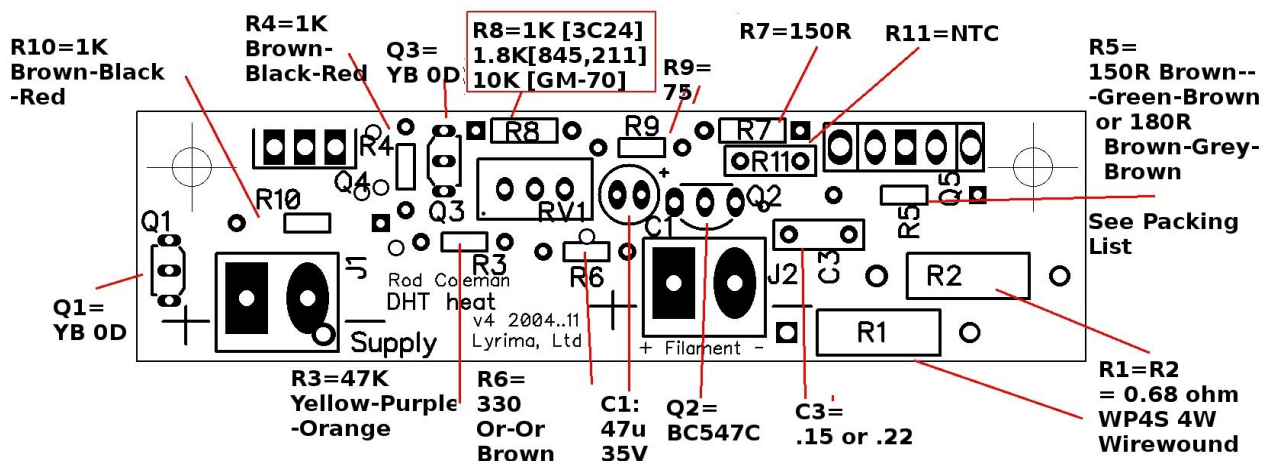 R10=1K
Brown-Black
-Red
R4=1K
Brown-
Black-Red
Q3=
YB 0D
R8=1K [3C24]
1.8K[845,211]
10K [GM-70]
R9=
75
R7=150R
R11=NTC
R5=
150R Brown--
-Green-Brown
or 180R
Brown-Grey-
Brown
See Packing
List
R4
Q4
R10
Q1
Q3
R8
RV1
R9
+
C1
R7
R11
Q2
Q5
R5
C3
J1
R3
R6
J2
R2
R1
Rod Coleman
DHT heat
v4 2004..11
Lyrima, Ltd
+ Supply -
+ -
+ Filament -
Q1=
YB 0D
R3=47K
Yellow-Purple
-Orange
R6=
330
Or-Or
Brown
C1:
47u
35V
Q2=
BC547C
C3=
.15 or .22
R1=R2
= 0.68 ohm
WP4S 4W
Wirewound